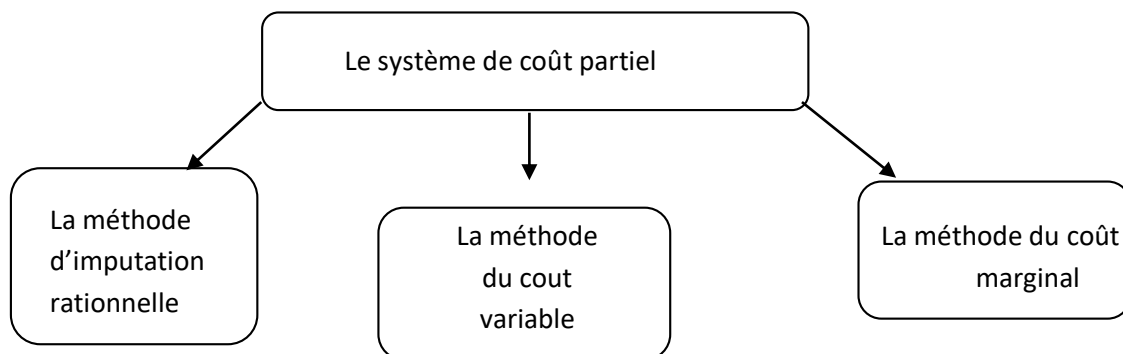 Le système de coût partiel
La méthode
d’imputation
rationnelle
La méthode
du cout
variable
La méthode du coût
marginal